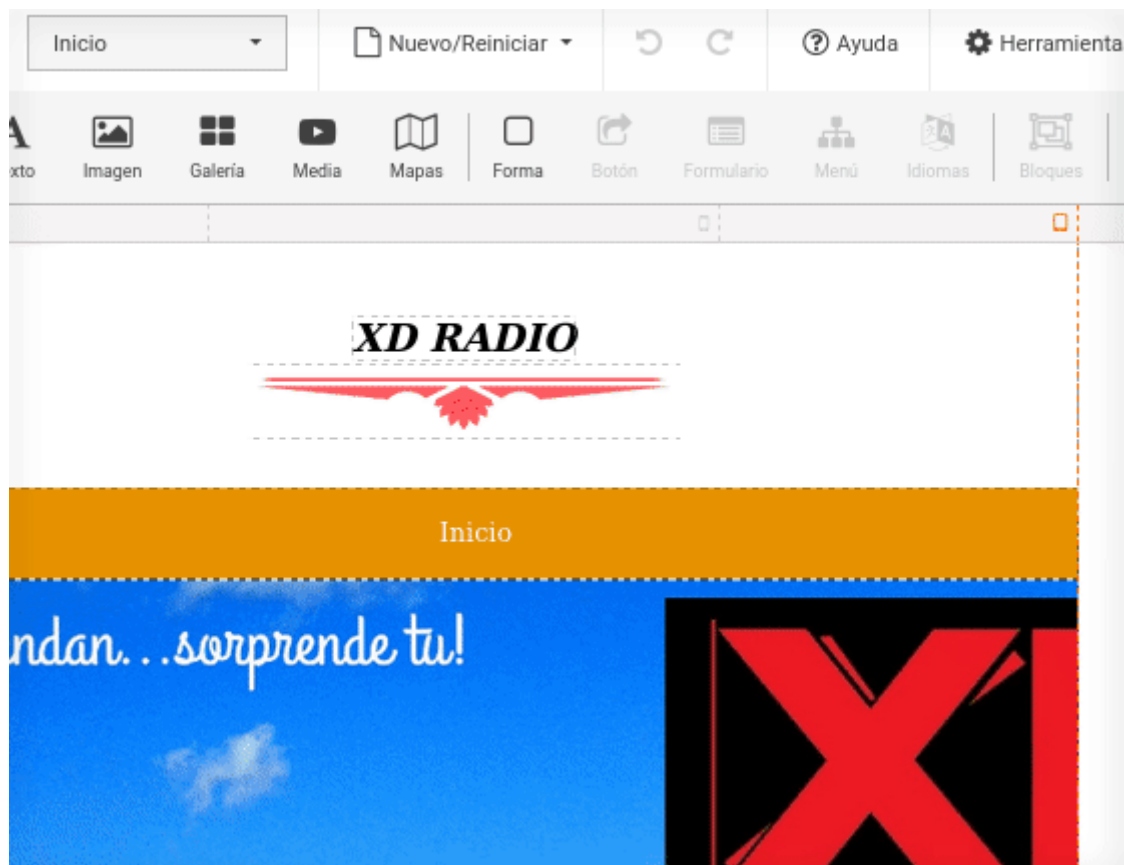 Inicio
Nuevo/Reiniciar
Ayuda
Herramienta
xto
Imagen
Galería
Media
Mapas
Forma
Botón
Formulario
Menú
Idiomas
Bloques
XD RADIO
Inicio
ndan...sorprende tu!
X